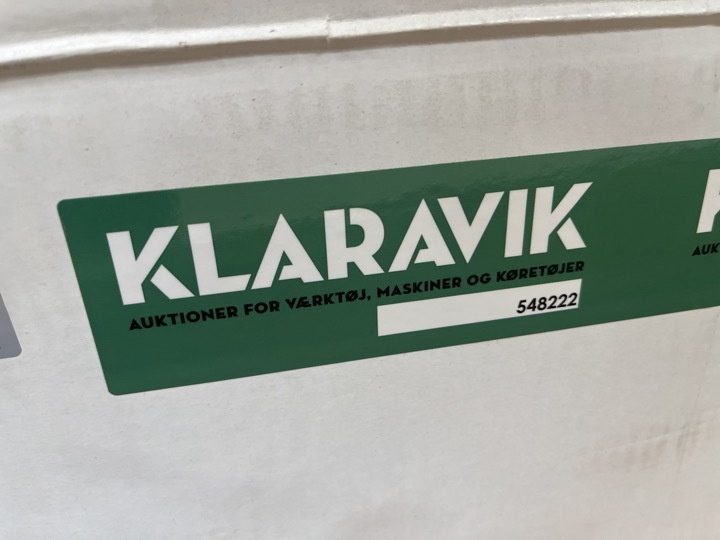 KLARAVIK
AUKTIONER FOR VÆRKTØJ, MASKINER OG KØRETØJER
548222